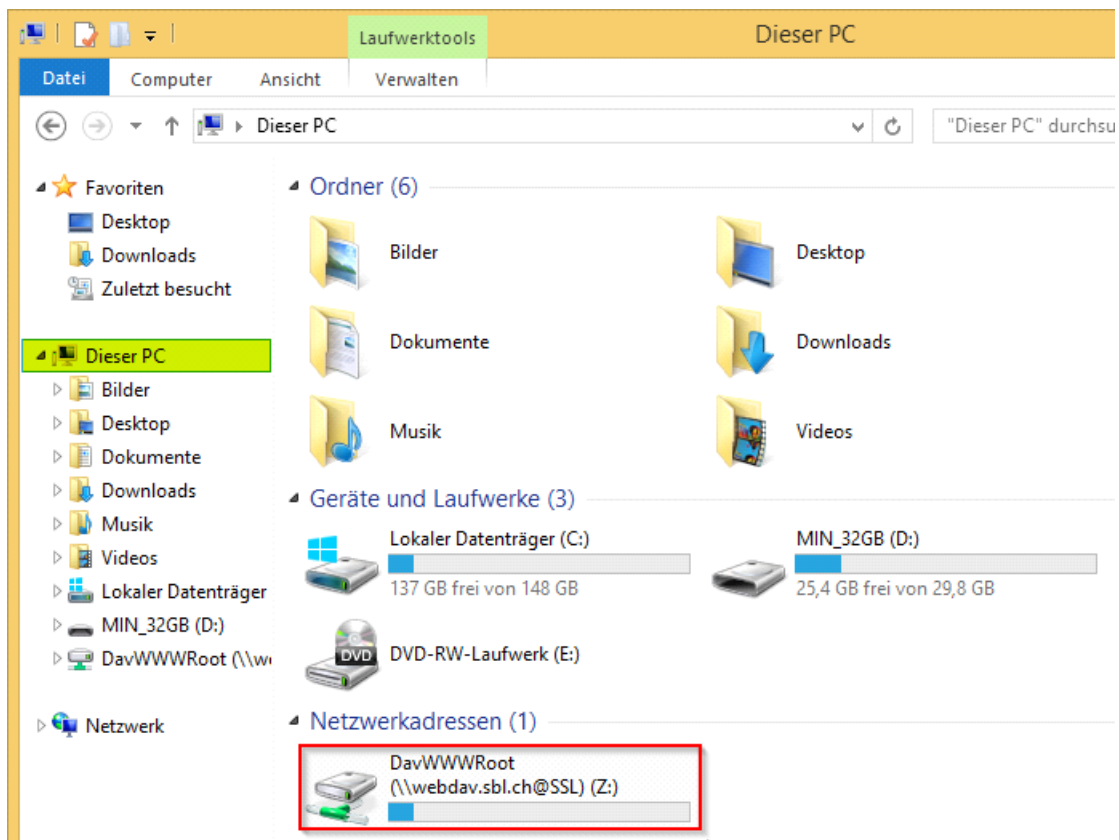 Laufwerktools
Dieser PC
Datei
Computer
Ansicht
Verwalten
Dieser PC
"Dieser PC" durchsu
Favoriten
Desktop
Downloads
Zuletzt besucht
Dieser PC
Bilder
Desktop
Dokumente
Downloads
Musik
Videos
Lokaler Datenträger
MIN_32GB (D:)
DavWWWRoot (\\we
Netzwerk
Ordner (6)
Bilder
Desktop
Dokumente
Downloads
Musik
Videos
Geräte und Laufwerke (3)
Lokaler Datenträger (C:)
137 GB frei von 148 GB
MIN_32GB (D:)
25,4 GB frei von 29,8 GB
DVD
DVD-RW-Laufwerk (E:)
Netzwerkadressen (1)
DavWWWRoot
(\\webdav.sbl.ch@SSL) (Z:)